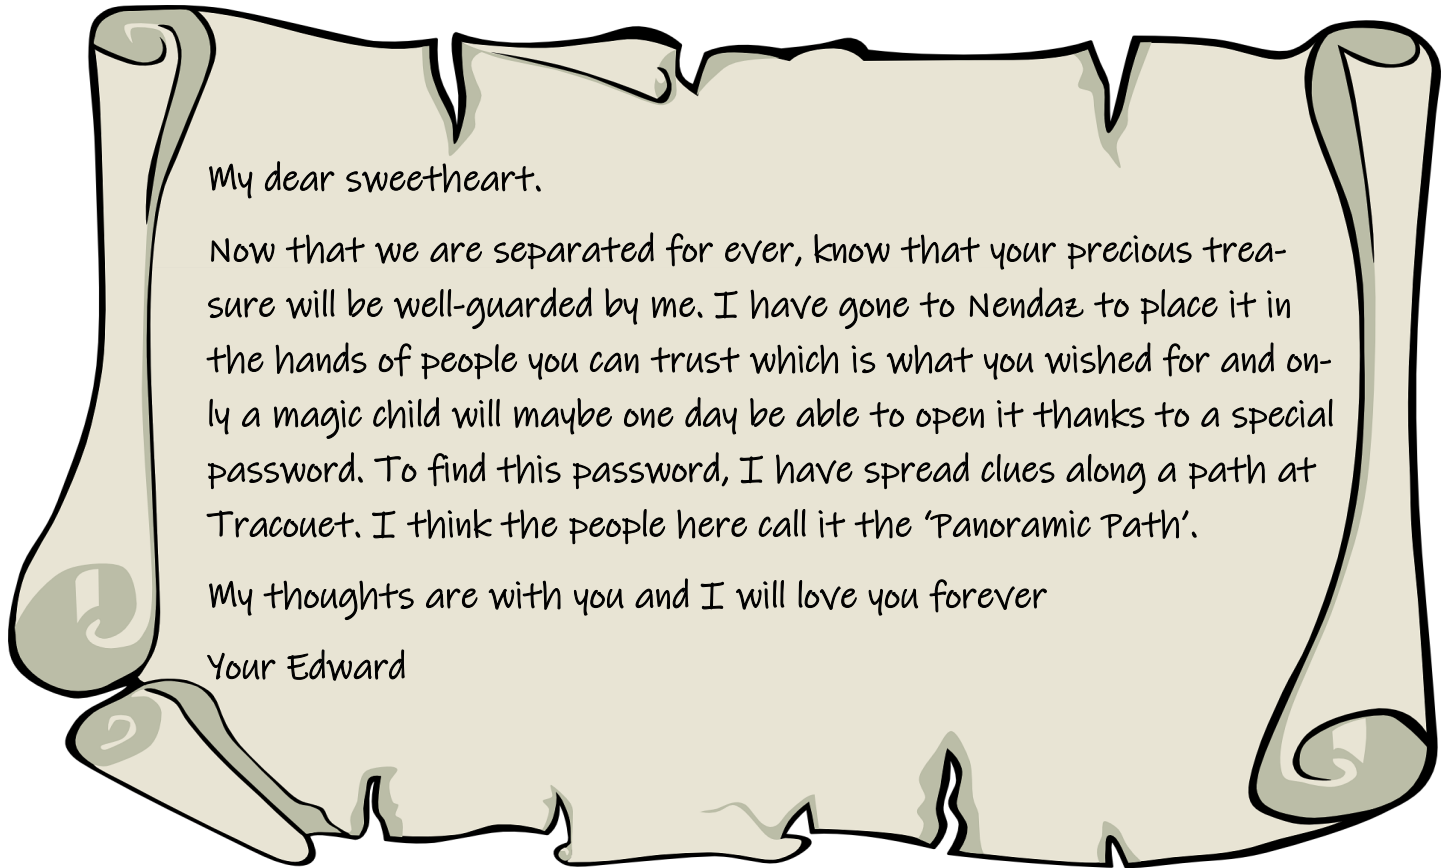 My dear sweetheart.
Now that we are separated for ever, know that your precious trea-
sure will be well-guarded by me. I have gone to Nendaz to place it in
the hands of people you can trust which is what you wished for and on-
ly a magic child will maybe one day be able to open it thanks to a special
password. To find this password, I have spread clues along a path at
Tracouet. I think the people here call it the ‘Panoramic Path’.
My thoughts are with you and I will love you forever
Your Edward